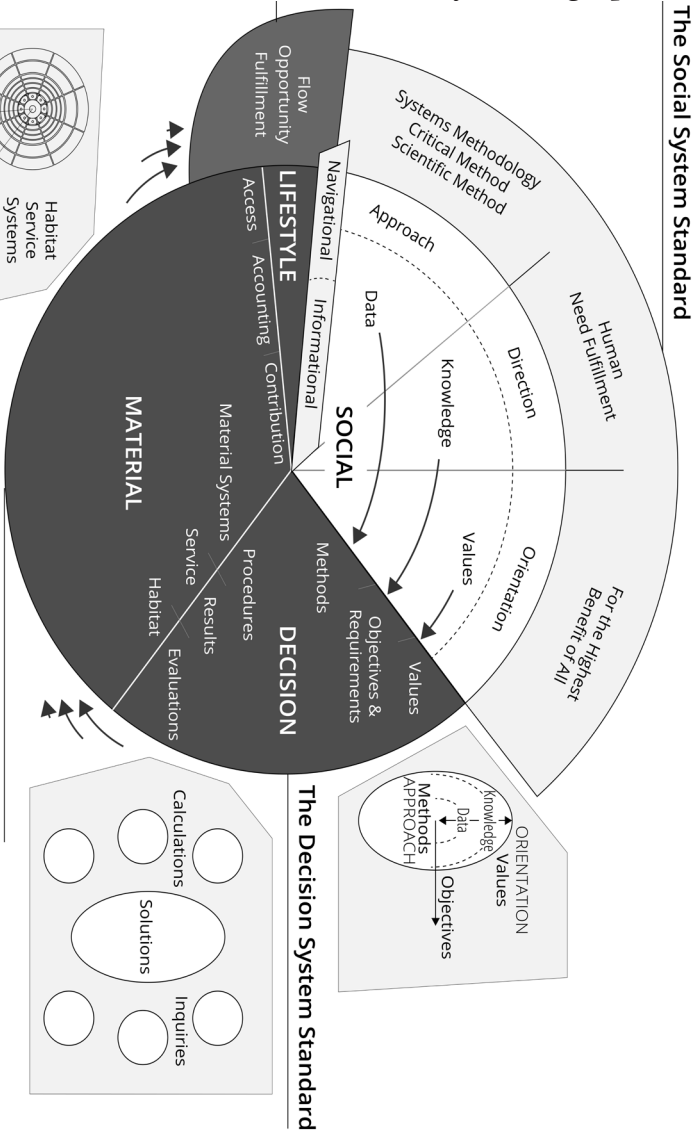 The Social System Standard
Systems Methodology
Critical Method
Scientific Method
Human
Need Fulfillment
For the Highest
Benefit of All
Approach
Direction
Orientation
Data
Knowledge
Values
SOCIAL
Navigational
Informational
Flow
Opportunity
Fulfillment
LIFESTYLE
Access
Accounting
Contribution
MATERIAL
Material Systems
Service
Habitat
DECISION
Methods
Objectives &
Requirements
Values
Procedures
Results
Evaluations
Habitat
Service
Systems
ORIENTATION
Values
Knowledge
Data
Methods
APPROACH
Objectives
The Decision System Standard
Calculations
Solutions
Inquiries